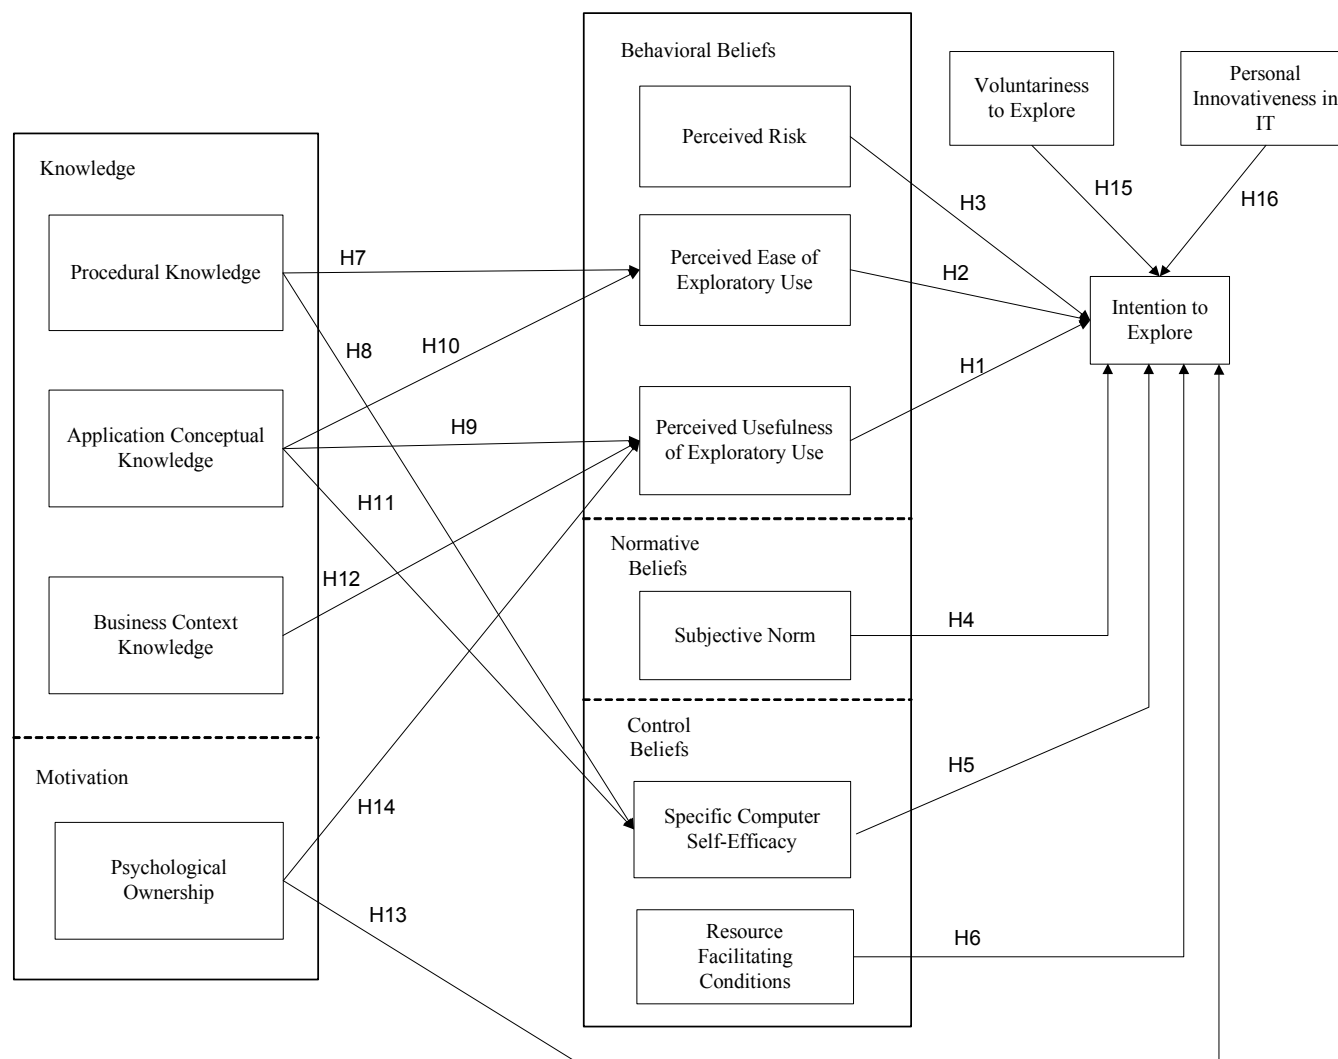 Behavioral Beliefs
Voluntariness
to Explore
Personal
Innovativeness in
IT
Perceived Risk
Knowledge
H3
H15
H16
Procedural Knowledge
H7
Perceived Ease of
Exploratory Use
H2
Intention to
Explore
H8
H10
H1
Application Conceptual
Knowledge
H9
Perceived Usefulness
of Exploratory Use
H11
Normative
Beliefs
H12
Business Context
Knowledge
Subjective Norm
H4
Control
Beliefs
Motivation
H5
H14
Specific Computer
Self-Efficacy
Psychological
Ownership
H13
Resource
Facilitating
Conditions
H6